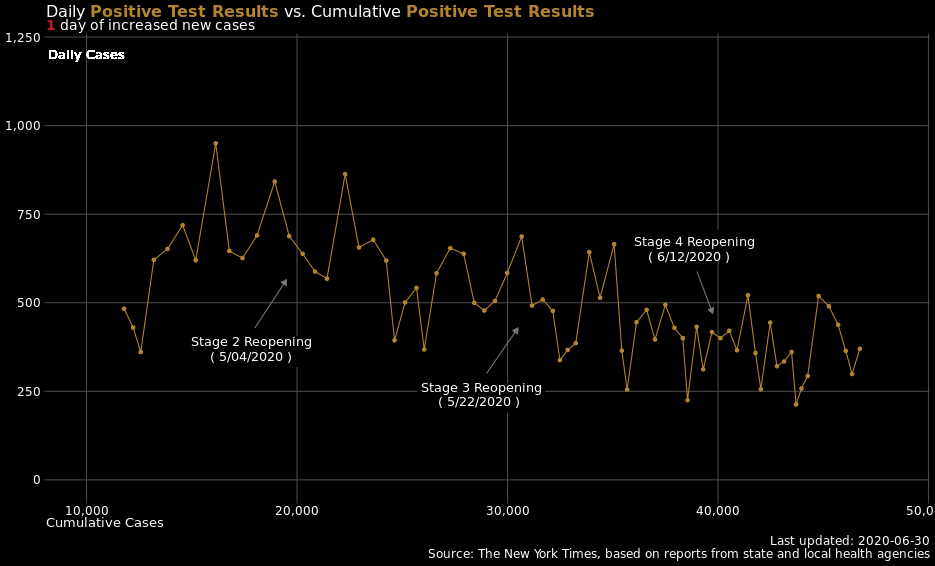 Daily Positive Test Results vs. Cumulative Positive Test Results
1 day of increased new cases
1,250
Daily Cases
1,000
750
Stage 4 Reopening
( 6/12/2020 )
500
Stage 2 Reopening
( 5/04/2020 )
Stage 3 Reopening
( 5/22/2020 )
250
0
10,000 20,000 30,000 40,000 50,0
Cumulative Cases
Last updated: 2020-06-30
Source: The New York Times, based on reports from state and local health agencies